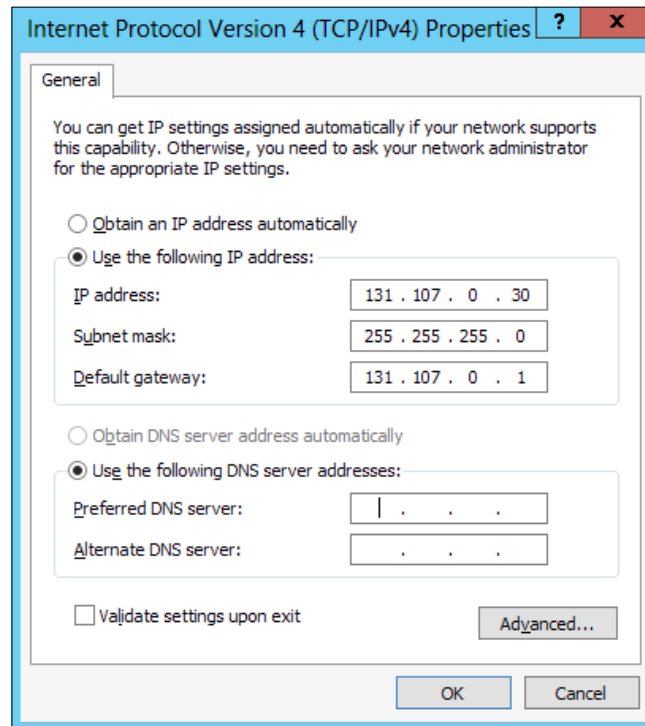 Internet Protocol Version 4 (TCP/IPv4) Properties ? x
General
You can get IP settings assigned automatically if your network supports
this capability. Otherwise, you need to ask your network administrator
for the appropriate IP settings.
Obtain an IP address automatically
Use the following IP address:
IP address: 131 . 107 . 0 . 30
Subnet mask: 255 . 255 . 255 . 0
Default gateway: 131 . 107 . 0 . 1
Obtain DNS server address automatically
Use the following DNS server addresses:
Preferred DNS server: . . .
Alternate DNS server: . . .
Validate settings upon exit
Advanced...
OK Cancel